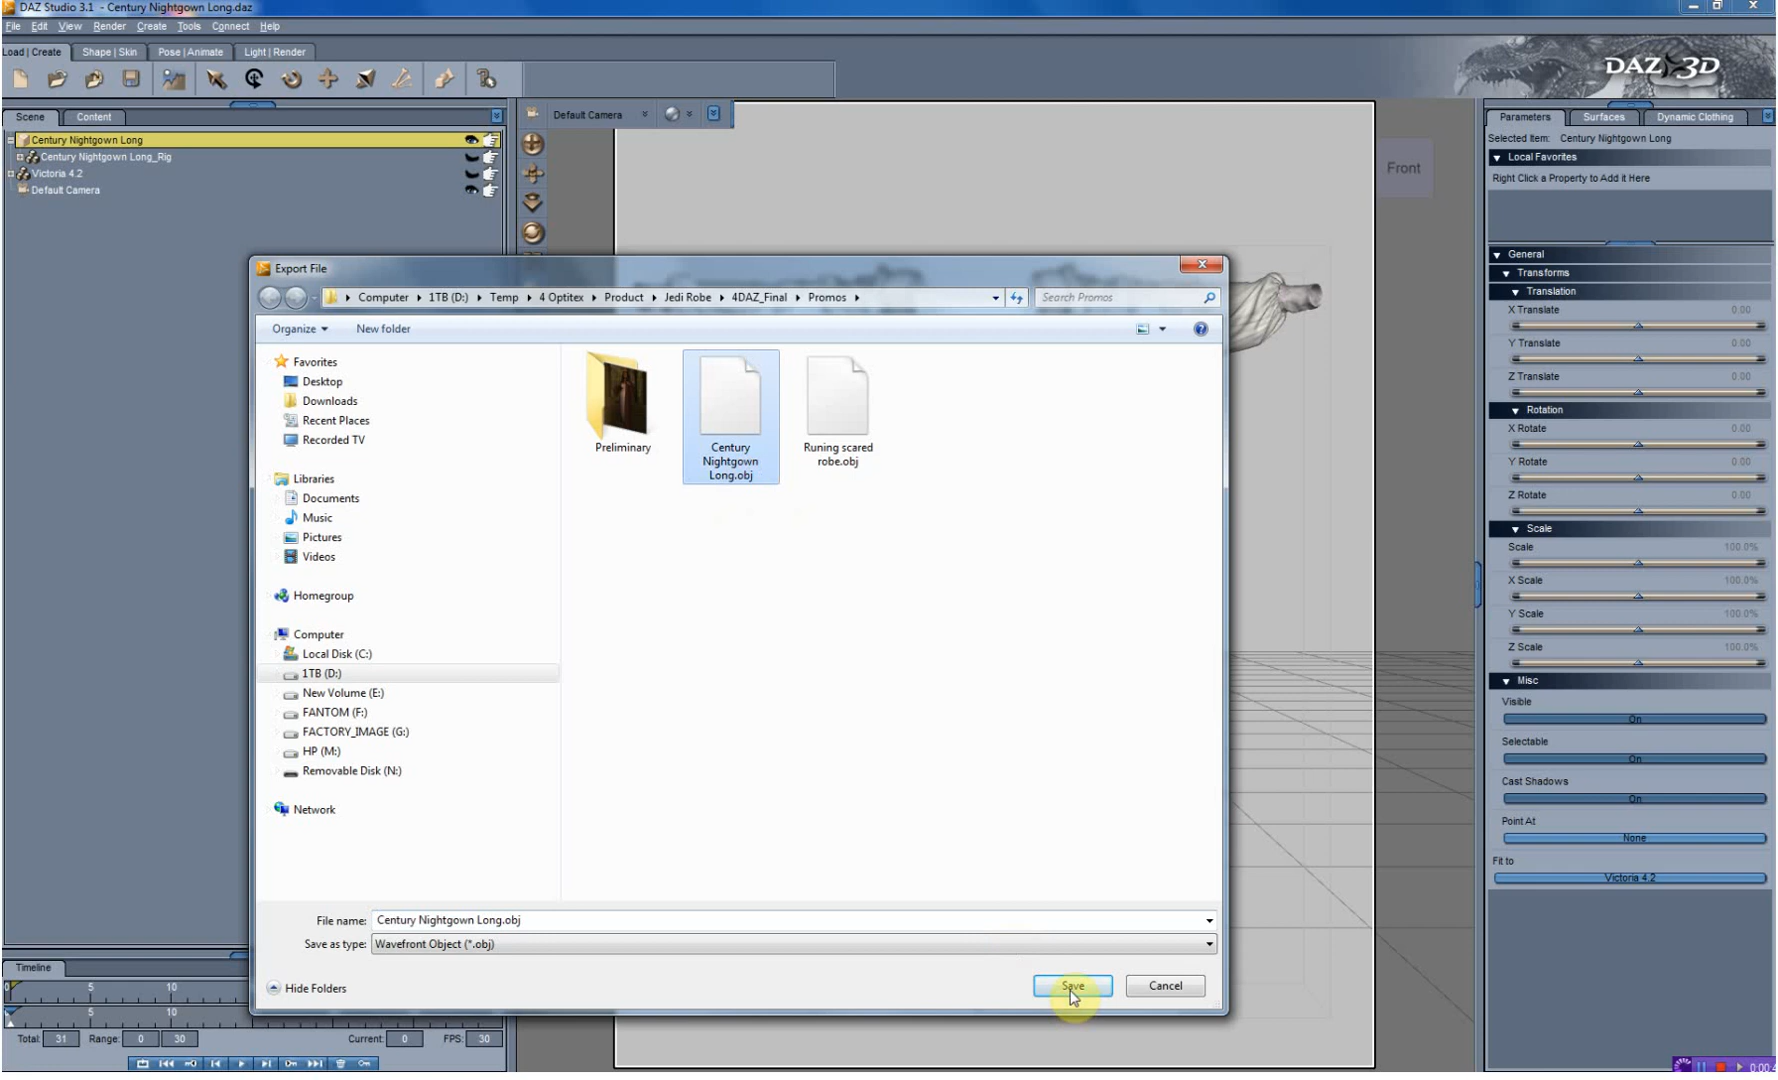 DAZ Studio 3.1 - Century Nightgown Long.daz
File Edit View Render Create Tools Connect Help
Load | Create Shape | Skin Pose | Animate Light | Render
DAZ 3D
Scene Content
Default Camera
Parameters Surfaces Dynamic Clothing
Century Nightgown Long
Century Nightgown Long_Rig
Victoria 4.2
Default Camera
Front
Selected Item: Century Nightgown Long
Local Favorites
Right Click a Property to Add it Here
General
Transforms
Translation
X Translate 0.00
Y Translate 0.00
Z Translate 0.00
Rotation
X Rotate 0.00
Y Rotate 0.00
Z Rotate 0.00
Scale
Scale 100.0%
X Scale 100.0%
Y Scale 100.0%
Z Scale 100.0%
Misc
Visible
On
Selectable
On
Cast Shadows
On
Point At
None
Fit to
Victoria 4.2
Export File
Computer 1TB (D:) Temp 4 Optitex Product Jedi Robe 4DAZ_Final Promos
Search Promos
Organize New folder
Favorites
Desktop
Downloads
Recent Places
Recorded TV
Libraries
Documents
Music
Pictures
Videos
Homegroup
Computer
Local Disk (C:)
1TB (D:)
New Volume (E:)
FANTOM (F:)
FACTORY_IMAGE (G:)
HP (M:)
Removable Disk (N:)
Network
Preliminary
Century
Nightgown
Long.obj
Runing scared
robe.obj
File name: Century Nightgown Long.obj
Save as type: Wavefront Object (*.obj)
Hide Folders
Save Cancel
Timeline
0 5 10
5 10
Total: 31 Range: 0 30 Current: 0 FPS: 30